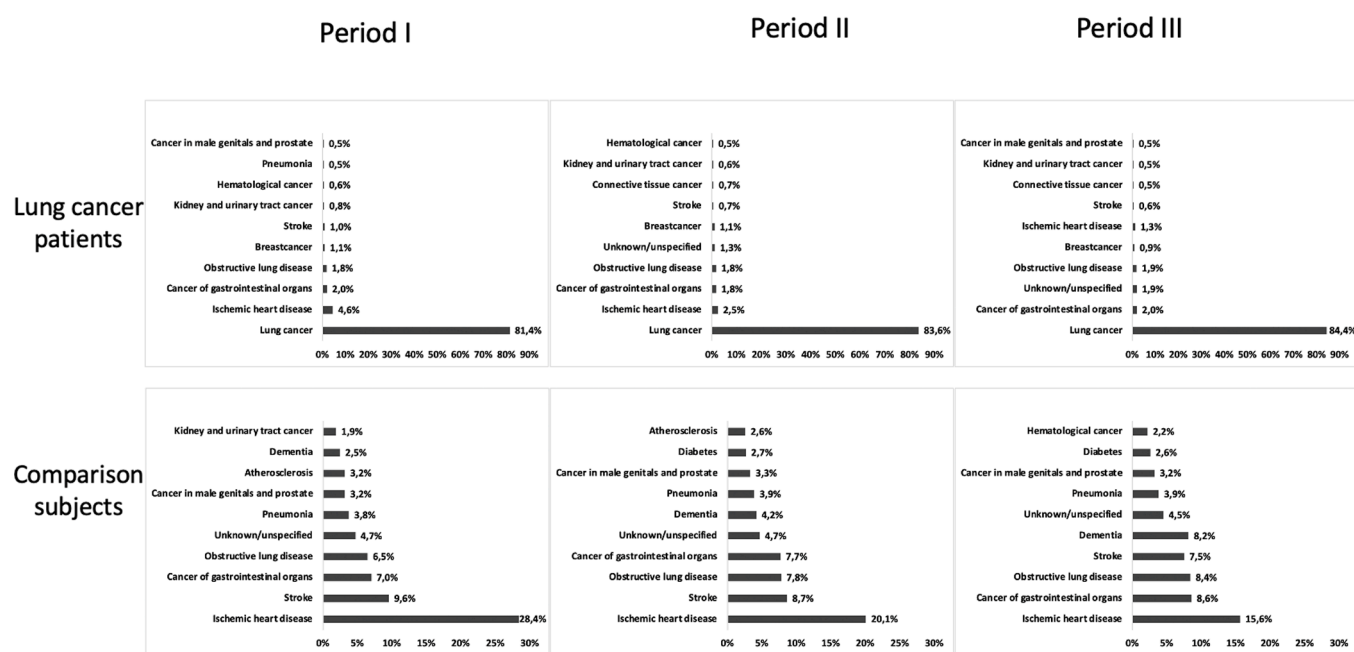 Period I
Period II
Period III
Lung cancer
patients
Cancer in male genitals and prostate 0,5%
Pneumonia 0,5%
Hematological cancer 0,6%
Kidney and urinary tract cancer 0,8%
Stroke 1,0%
Breastcancer 1,1%
Obstructive lung disease 1,8%
Cancer of gastrointestinal organs 2,0%
Ischemic heart disease 4,6%
Lung cancer 81,4%
0% 10% 20% 30% 40% 50% 60% 70% 80% 90%
Hematological cancer 0,5%
Kidney and urinary tract cancer 0,6%
Connective tissue cancer 0,7%
Stroke 0,7%
Breastcancer 1,1%
Unknown/unspecified 1,3%
Obstructive lung disease 1,8%
Cancer of gastrointestinal organs 1,8%
Ischemic heart disease 2,5%
Lung cancer 83,6%
0% 10% 20% 30% 40% 50% 60% 70% 80% 90%
Cancer in male genitals and prostate 0,5%
Kidney and urinary tract cancer 0,5%
Connective tissue cancer 0,5%
Stroke 0,6%
Ischemic heart disease 1,3%
Breastcancer 0,9%
Obstructive lung disease 1,9%
Unknown/unspecified 1,9%
Cancer of gastrointestinal organs 2,0%
Lung cancer 84,4%
0% 10% 20% 30% 40% 50% 60% 70% 80% 90%
Comparison
subjects
Kidney and urinary tract cancer 1,9%
Dementia 2,5%
Atherosclerosis 3,2%
Cancer in male genitals and prostate 3,2%
Pneumonia 3,8%
Unknown/unspecified 4,7%
Obstructive lung disease 6,5%
Cancer of gastrointestinal organs 7,0%
Stroke 9,6%
Ischemic heart disease 28,4%
0% 5% 10% 15% 20% 25% 30%
Atherosclerosis 2,6%
Diabetes 2,7%
Cancer in male genitals and prostate 3,3%
Pneumonia 3,9%
Dementia 4,2%
Unknown/unspecified 4,7%
Cancer of gastrointestinal organs 7,7%
Obstructive lung disease 7,8%
Stroke 8,7%
Ischemic heart disease 20,1%
0% 5% 10% 15% 20% 25% 30%
Hematological cancer 2,2%
Diabetes 2,6%
Cancer in male genitals and prostate 3,2%
Pneumonia 3,9%
Unknown/unspecified 4,5%
Dementia 8,2%
Stroke 7,5%
Obstructive lung disease 8,4%
Cancer of gastrointestinal organs 8,6%
Ischemic heart disease 15,6%
0% 5% 10% 15% 20% 25% 30%